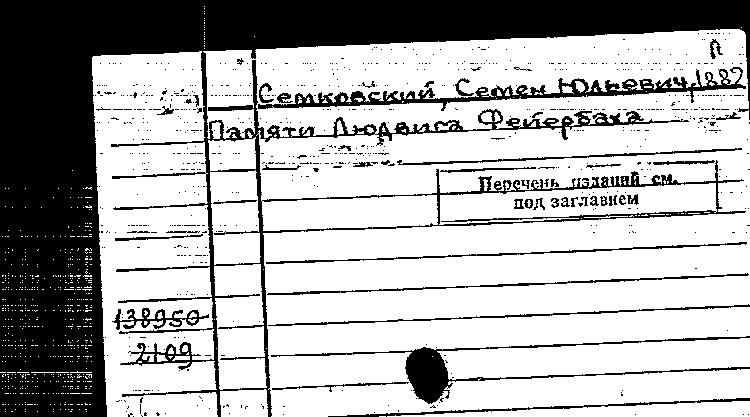 П
Семковский, Семен Юльевич, 1882
Памяти Людвига Фейербаха
Перечень изданий см.
под заглавием
138950
2109